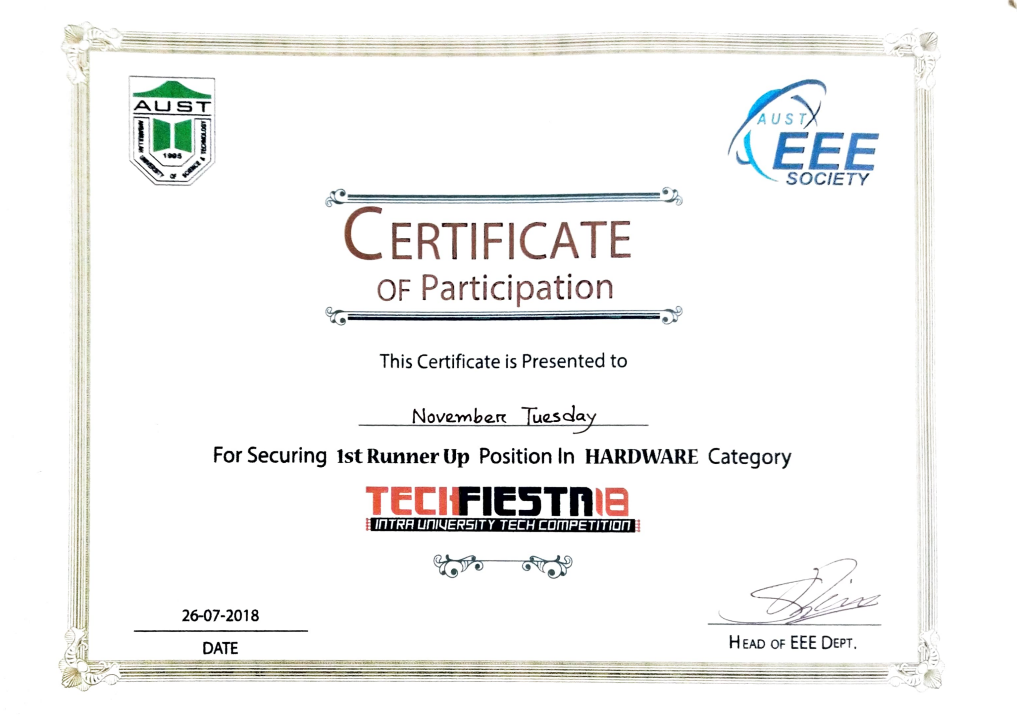 AUST
AHSANULLAH UNIVERSITY OF SCIENCE & TECHNOLOGY
1995
AUST
EEE
SOCIETY
CERTIFICATE
OF Participation
This Certificate is Presented to
November Tuesday
For Securing 1st Runner Up Position In HARDWARE Category
TECHFIESTA18
INTRA UNIVERSITY TECH COMPETITION
26-07-2018
DATE
HEAD OF EEE DEPT.